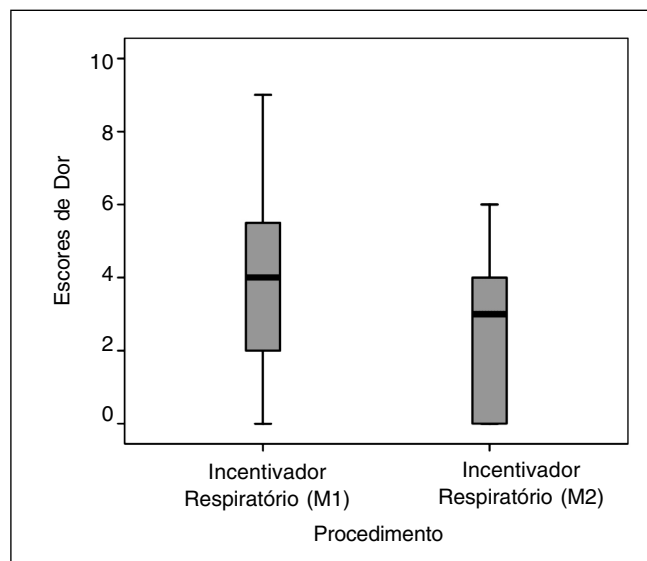 Escores de Dor
10
8
6
4
2
0
Incentivador
Respiratório (M1)
Incentivador
Respiratório (M2)
Procedimento